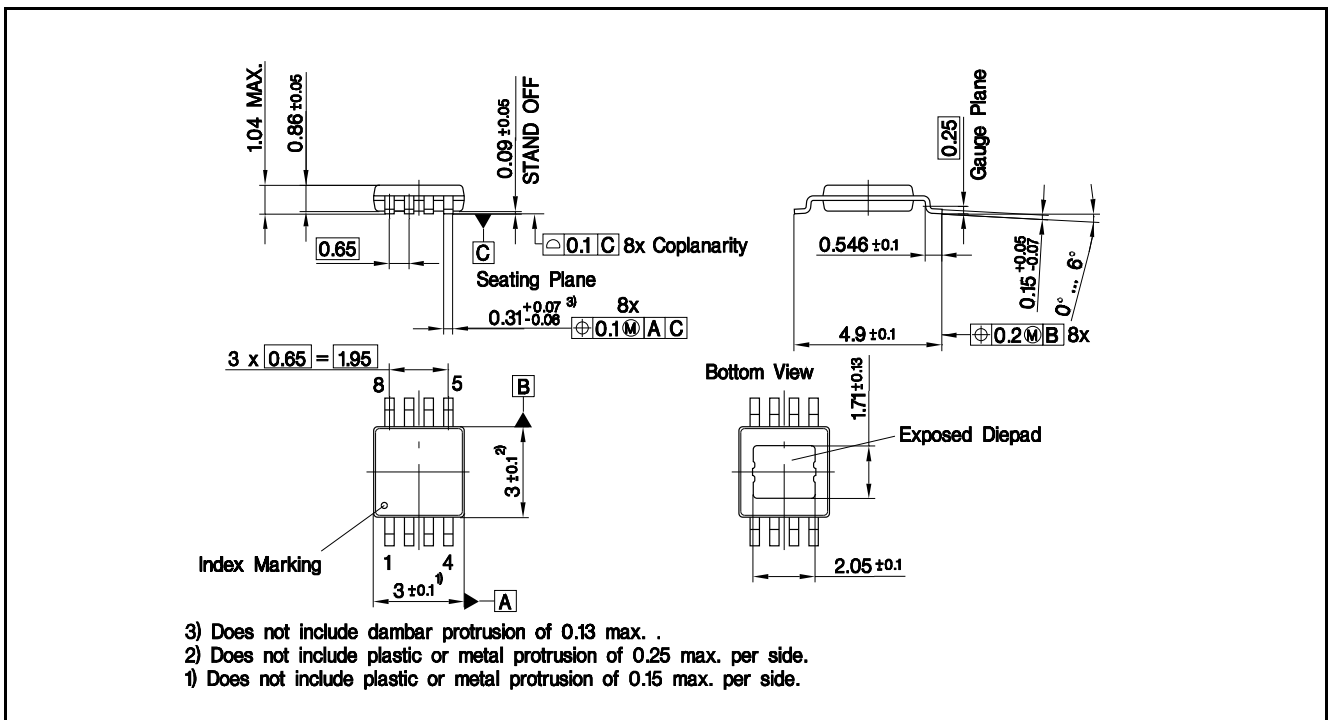 1.04 MAX.
0.86 ±0.05
0.09 ±0.05
STAND OFF
0.65
C
Seating Plane
⌓ 0.1 C 8x Coplanarity
0.31 +0.07 -0.06 3)
8x
⌖ 0.1 Ⓜ A C
0.25
Gauge Plane
0.546 ±0.1
0.15 +0.05 -0.07
0° ... 6°
4.9 ±0.1
⌖ 0.2 Ⓜ B 8x
3 x 0.65 = 1.95
8
5
B
3 ±0.1 2)
Index Marking
1
4
3 ±0.1 1)
A
Bottom View
1.71 ±0.13
Exposed Diepad
2.05 ±0.1
3) Does not include dambar protrusion of 0.13 max. .
2) Does not include plastic or metal protrusion of 0.25 max. per side.
1) Does not include plastic or metal protrusion of 0.15 max. per side.